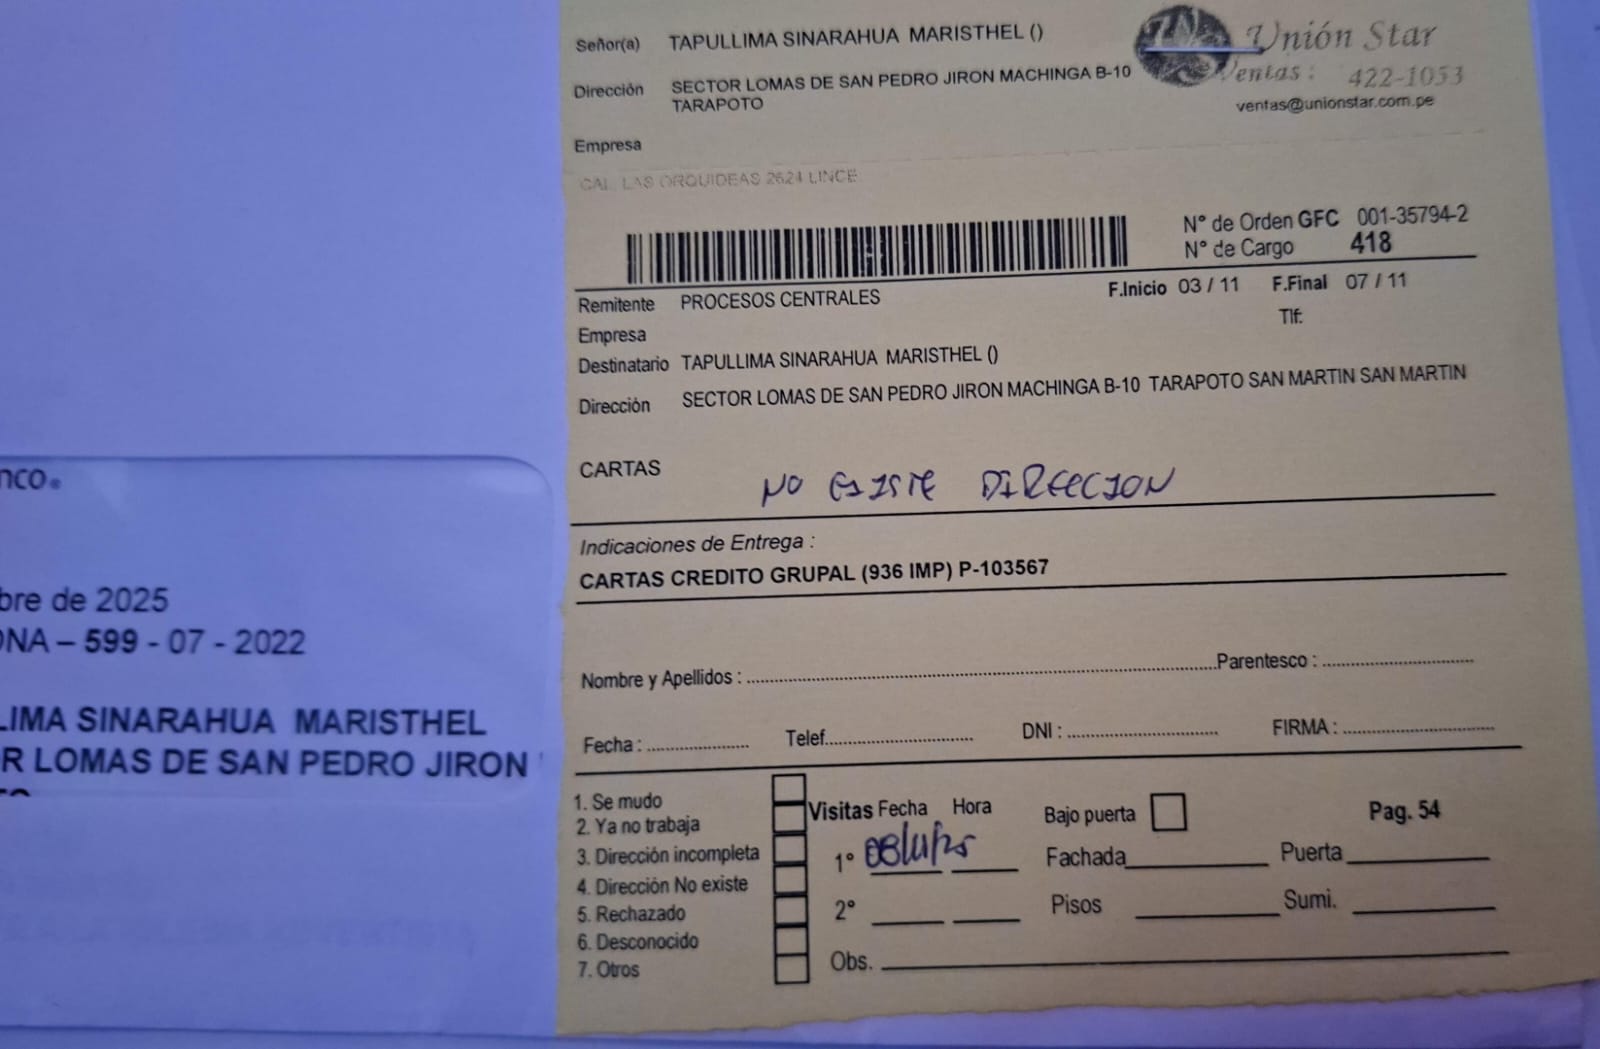 Señor(a) TAPULLIMA SINARAHUA MARISTHEL ()
Dirección SECTOR LOMAS DE SAN PEDRO JIRON MACHINGA B-10
TARAPOTO
Empresa
Unión Star
Ventas : 422-1053
ventas@unionstar.com.pe
CAL. LAS ORQUIDEAS 2624 LINCE
N° de Orden GFC 001-35794-2
N° de Cargo 418
Remitente PROCESOS CENTRALES
F.Inicio 03 / 11 F.Final 07 / 11
Empresa
Tlf:
Destinatario TAPULLIMA SINARAHUA MARISTHEL ()
Dirección SECTOR LOMAS DE SAN PEDRO JIRON MACHINGA B-10 TARAPOTO SAN MARTIN SAN MARTIN
CARTAS
NO EXISTE DIRECCION
Indicaciones de Entrega :
CARTAS CREDITO GRUPAL (936 IMP) P-103567
Nombre y Apellidos : Parentesco :
Fecha : Telef. DNI : FIRMA :
1. Se mudo
2. Ya no trabaja
3. Dirección incompleta
4. Dirección No existe
5. Rechazado
6. Desconocido
7. Otros
Visitas Fecha Hora
1°
2°
Obs.
Bajo puerta
Pag. 54
Fachada Puerta
Pisos Sumi.
nco
bre de 2025
NA – 599 - 07 - 2022
LIMA SINARAHUA MARISTHEL
R LOMAS DE SAN PEDRO JIRON